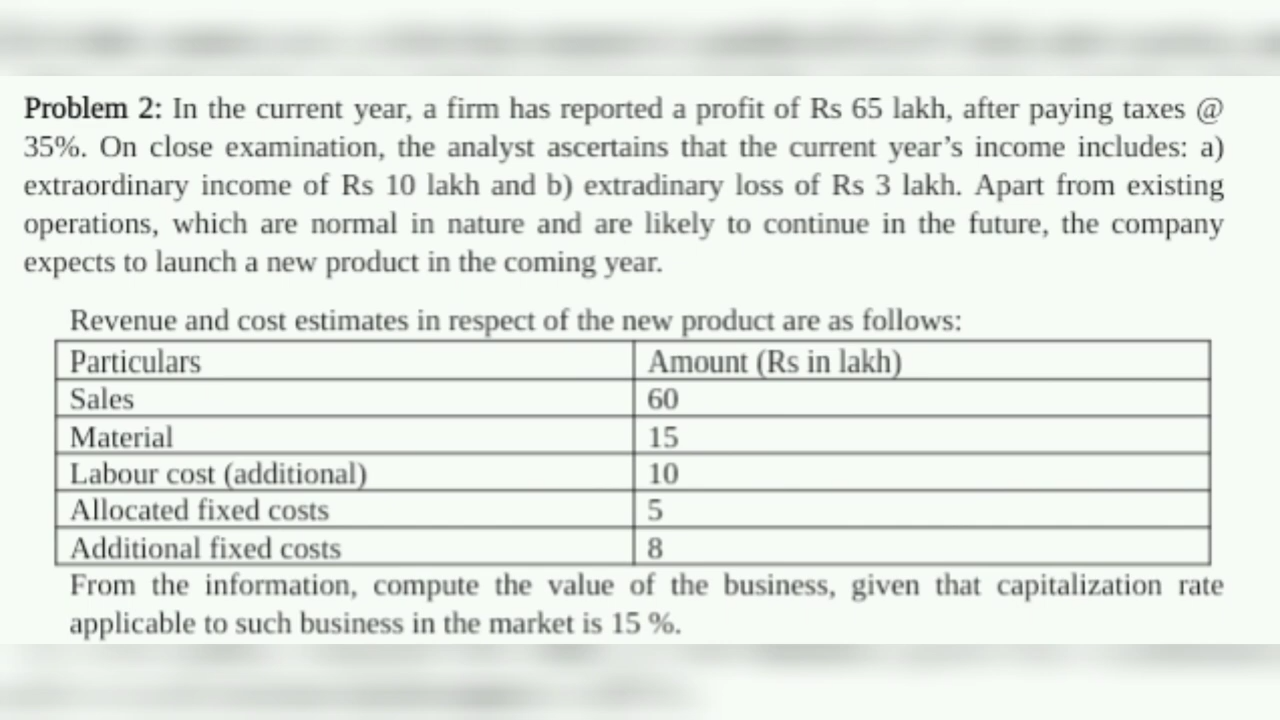 Problem 2: In the current year, a firm has reported a profit of Rs 65 lakh, after paying taxes @
35%. On close examination, the analyst ascertains that the current year's income includes: a)
extraordinary income of Rs 10 lakh and b) extradinary loss of Rs 3 lakh. Apart from existing
operations, which are normal in nature and are likely to continue in the future, the company
expects to launch a new product in the coming year.
Revenue and cost estimates in respect of the new product are as follows:
Particulars Amount (Rs in lakh)
Sales 60
Material 15
Labour cost (additional) 10
Allocated fixed costs 5
Additional fixed costs 8
From the information, compute the value of the business, given that capitalization rate
applicable to such business in the market is 15 %.